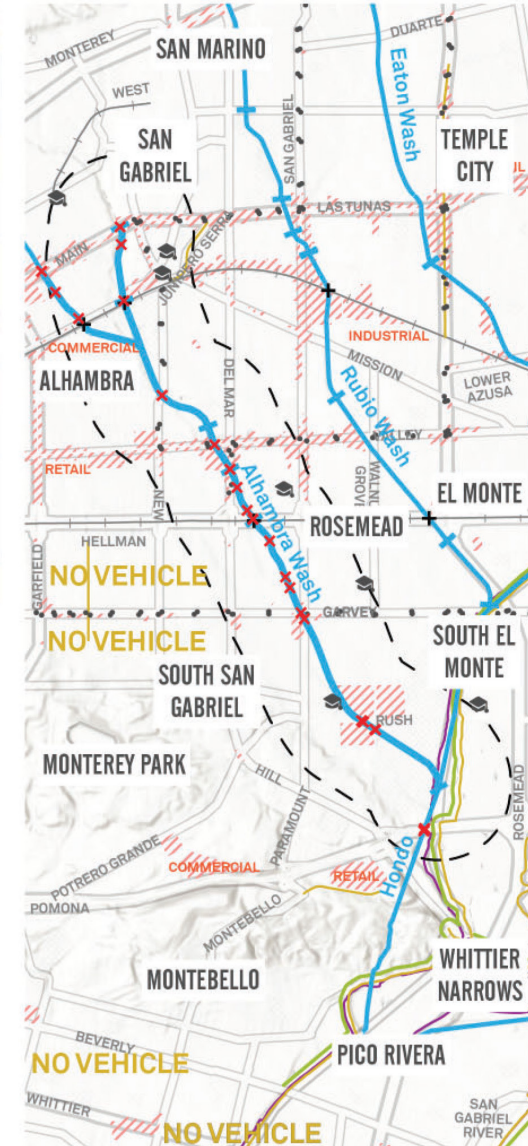 MONTEREY
SAN MARINO
DUARTE
Eaton Wash
WEST
SAN
GABRIEL
SAN GABRIEL
TEMPLE
CITY
LAS TUNAS
MAIN
JUNIPERO SERRA
COMMERCIAL
INDUSTRIAL
MISSION
ALHAMBRA
DEL MAR
Rubio Wash
LOWER
AZUSA
RETAIL
Alhambra Wash
EL MONTE
NEW
ROSEMEAD
GARFIELD
HELLMAN
NO VEHICLE
GARVEY
NO VEHICLE
SOUTH EL
MONTE
SOUTH SAN
GABRIEL
RUSH
MONTEREY PARK
HILL
PARAMOUNT
ROSEMEAD
POTRERO GRANDE
COMMERCIAL
RETAIL
Hondo
POMONA
MONTEBELLO
WHITTIER
NARROWS
MONTEBELLO
BEVERLY
PICO RIVERA
NO VEHICLE
WHITTIER
SAN
GABRIEL
RIVER
NO VEHICLE